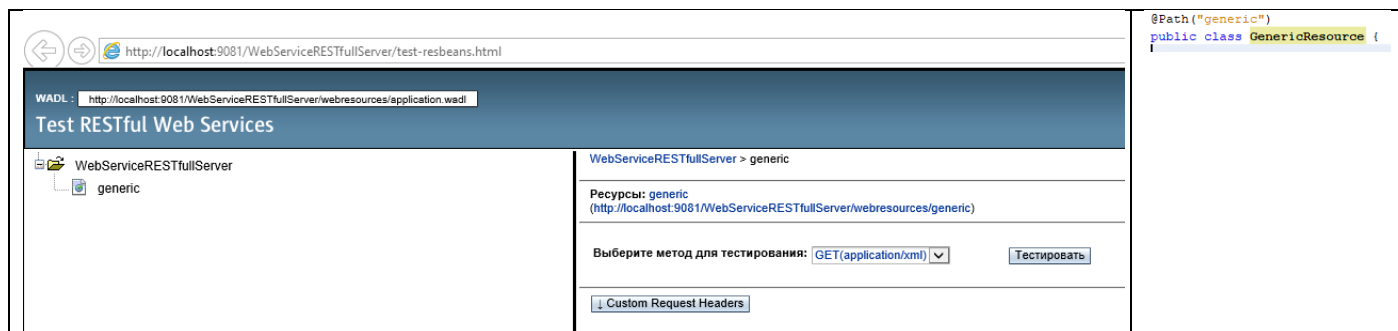 http://localhost:9081/WebServiceRESTfullServer/test-resbeans.html
WADL : http://localhost:9081/WebServiceRESTfullServer/webresources/application.wadl
Test RESTful Web Services
WebServiceRESTfullServer
generic
WebServiceRESTfullServer > generic
Ресурсы: generic
(http://localhost:9081/WebServiceRESTfullServer/webresources/generic)
Выберите метод для тестирования: GET(application/xml) Тестировать
↓ Custom Request Headers
@Path("generic")
public class GenericResource {